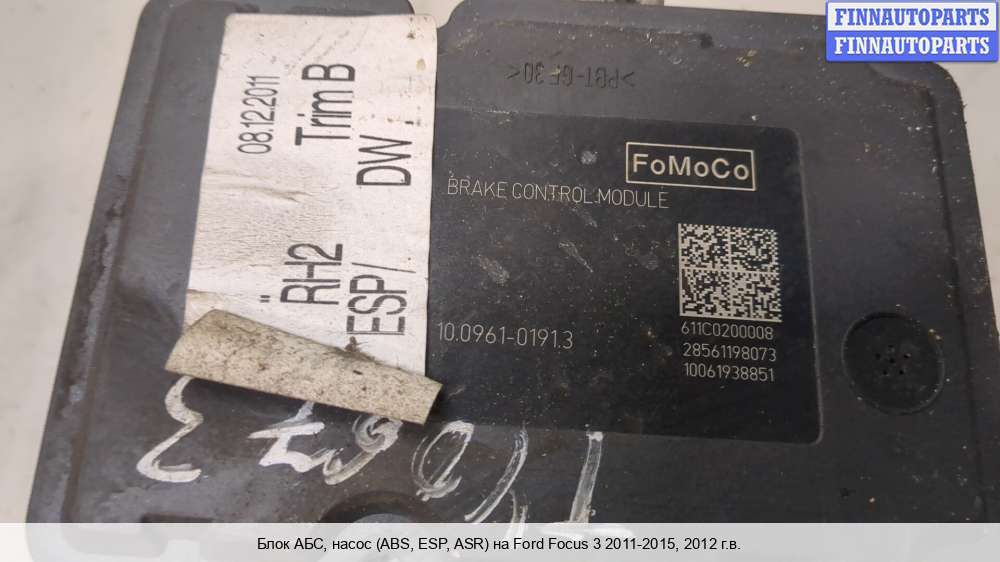 FINNAUTOPARTS
FINNAUTOPARTS
>PBT-GF30<
08.12.2011
Trim B
DW
RH2
ESP/
FoMoCo
BRAKE CONTROL MODULE
10.0961-0191.3
611C0200008
28561198073
10061938851
Блок АБС, насос (ABS, ESP, ASR) на Ford Focus 3 2011-2015, 2012 г.в.